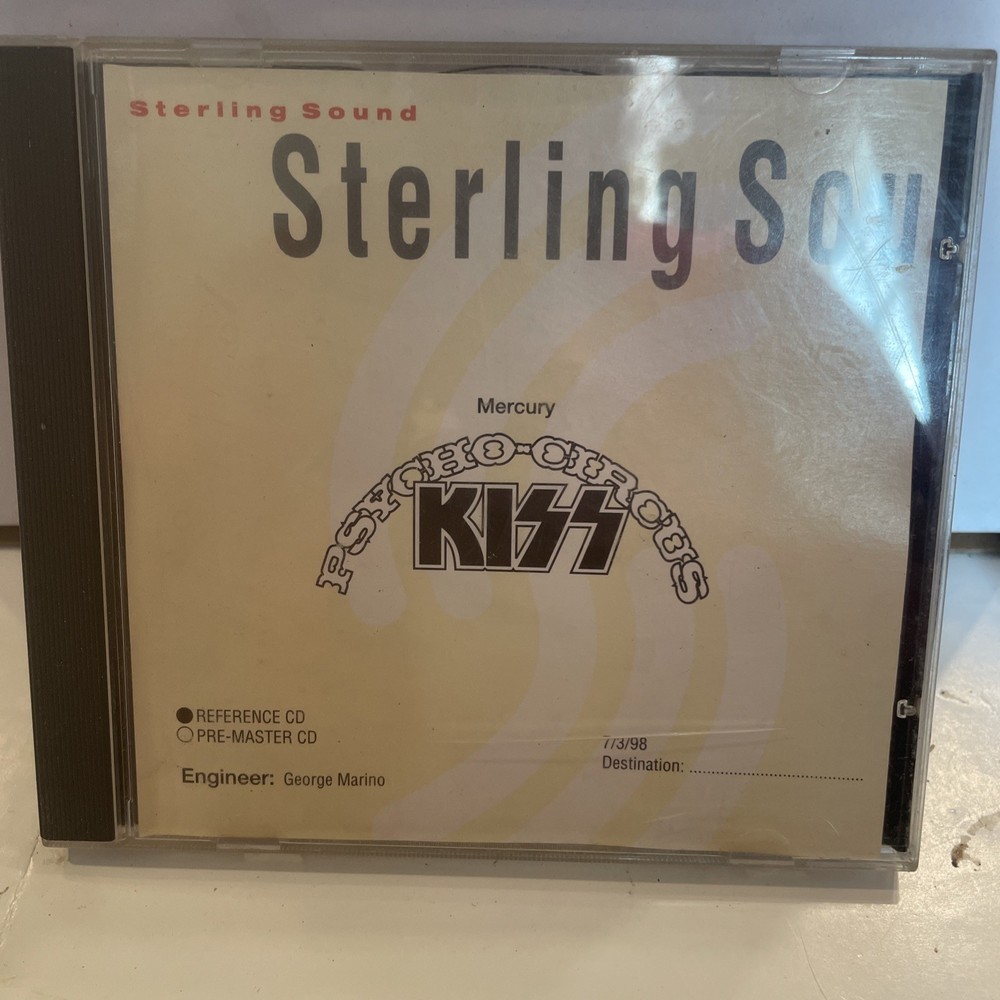 Sterling Sound
Sterling Sou
Mercury
PSYCHO-CIRCUS
KISS
REFERENCE CD
PRE-MASTER CD
7/3/98
Destination: ........................................
Engineer: George Marino